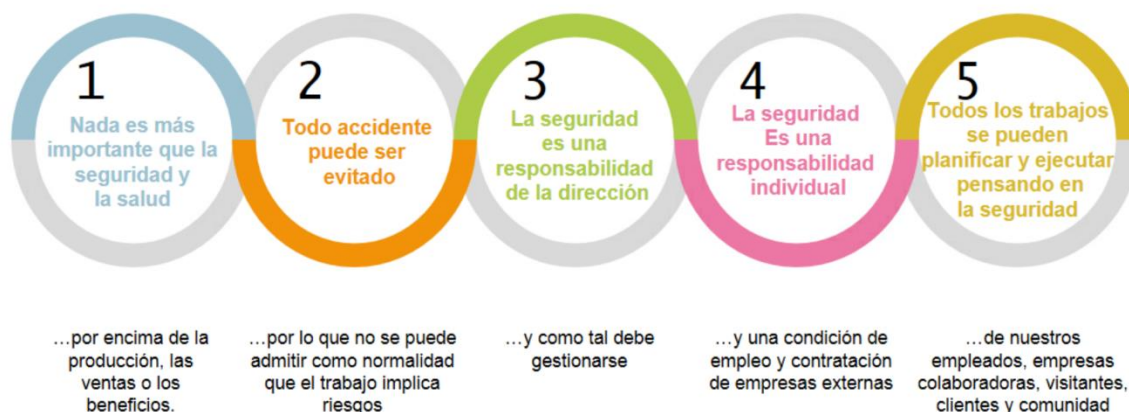 1
Nada es más
importante que la
seguridad y
la salud
2
Todo accidente
puede ser
evitado
3
La seguridad
es una
responsabilidad
de la dirección
4
La seguridad
Es una
responsabilidad
individual
5
Todos los trabajos
se pueden
planificar y ejecutar
pensando en
la seguridad
…por encima de la
producción, las
ventas o los
beneficios.
…por lo que no se puede
admitir como normalidad
que el trabajo implica
riesgos
…y como tal debe
gestionarse
…y una condición de
empleo y contratación
de empresas externas
…de nuestros
empleados, empresas
colaboradoras, visitantes,
clientes y comunidad